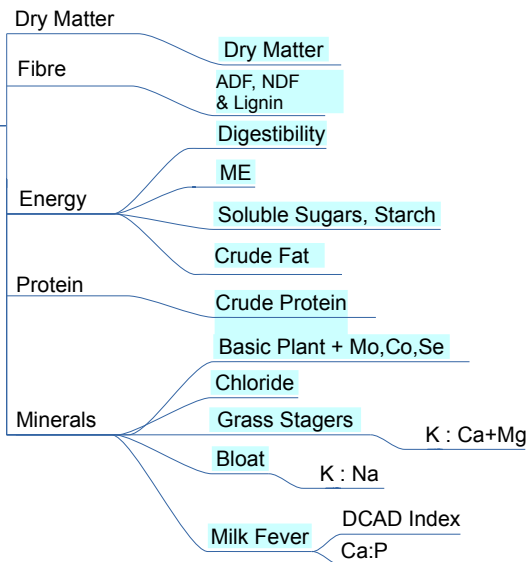 Dry Matter
Dry Matter
Fibre
ADF, NDF
& Lignin
Digestibility
ME
Energy
Soluble Sugars, Starch
Crude Fat
Protein
Crude Protein
Basic Plant + Mo,Co,Se
Chloride
Minerals
Grass Stagers
K : Ca+Mg
Bloat
K : Na
Milk Fever
DCAD Index
Ca:P